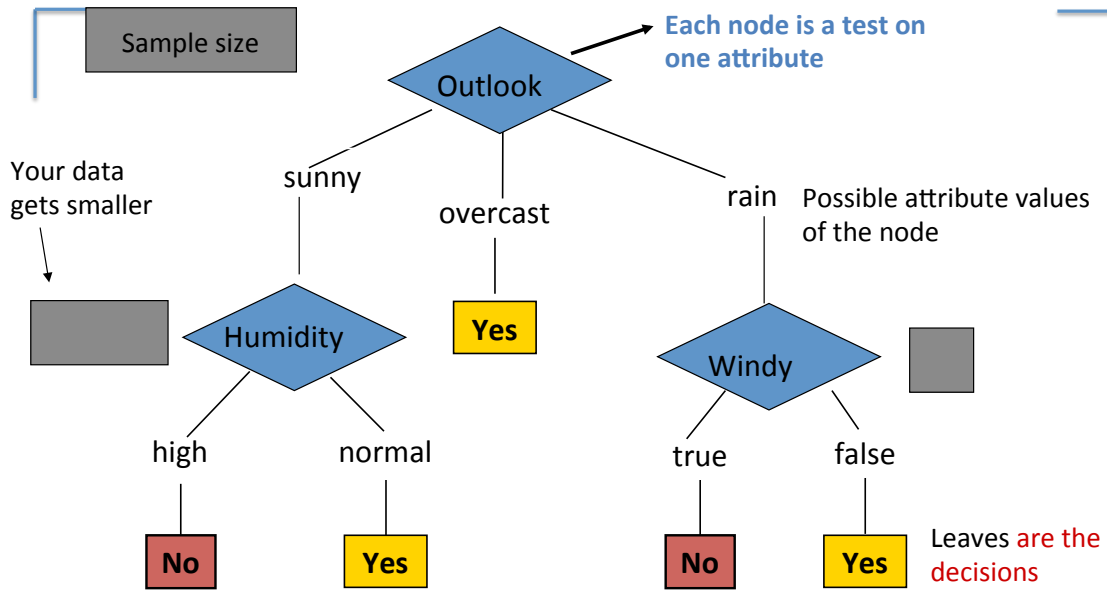 Sample size
Each node is a test on
one attribute
Outlook
Your data
gets smaller
sunny
overcast
rain
Possible attribute values
of the node
Humidity
Yes
Windy
high
normal
true
false
No
Yes
No
Yes
Leaves are the
decisions